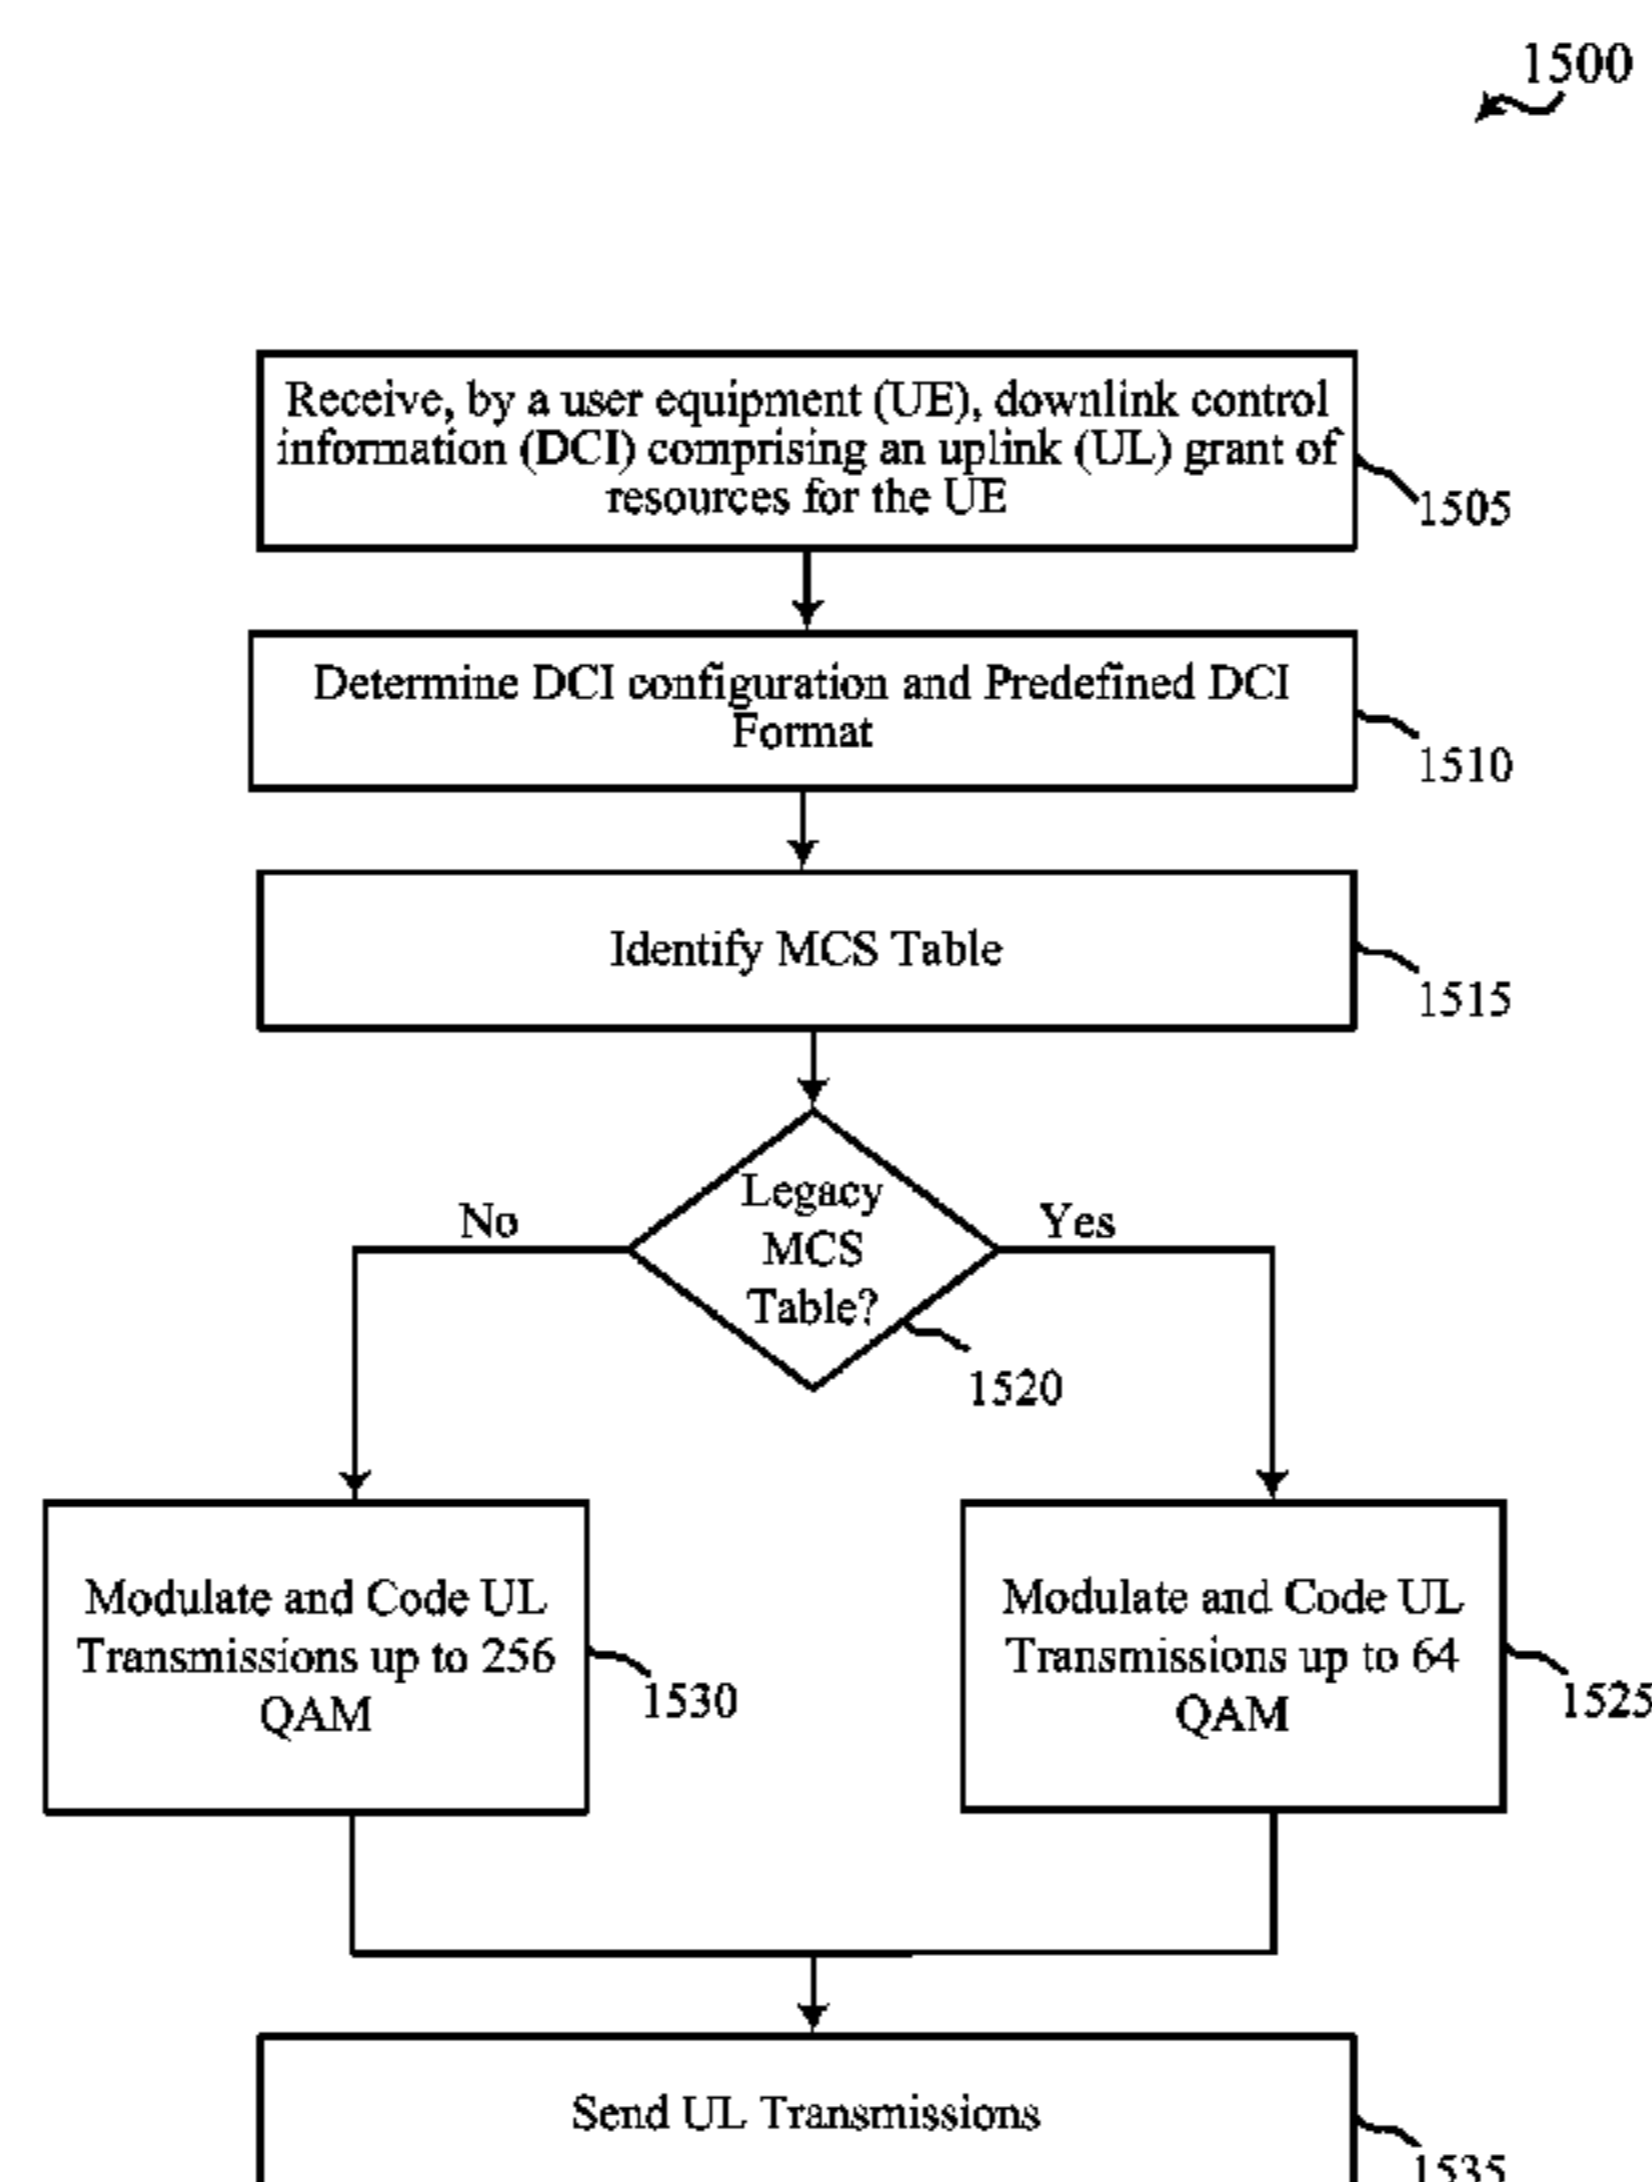 1500
Receive, by a user equipment (UE), downlink control
information (DCI) comprising an uplink (UL) grant of
resources for the UE
1505
Determine DCI configuration and Predefined DCI
Format
1510
Identify MCS Table
1515
No
Yes
Legacy
MCS
Table?
1520
Modulate and Code UL
Transmissions up to 256
QAM
1530
Modulate and Code UL
Transmissions up to 64
QAM
1525
Send UL Transmissions
1535